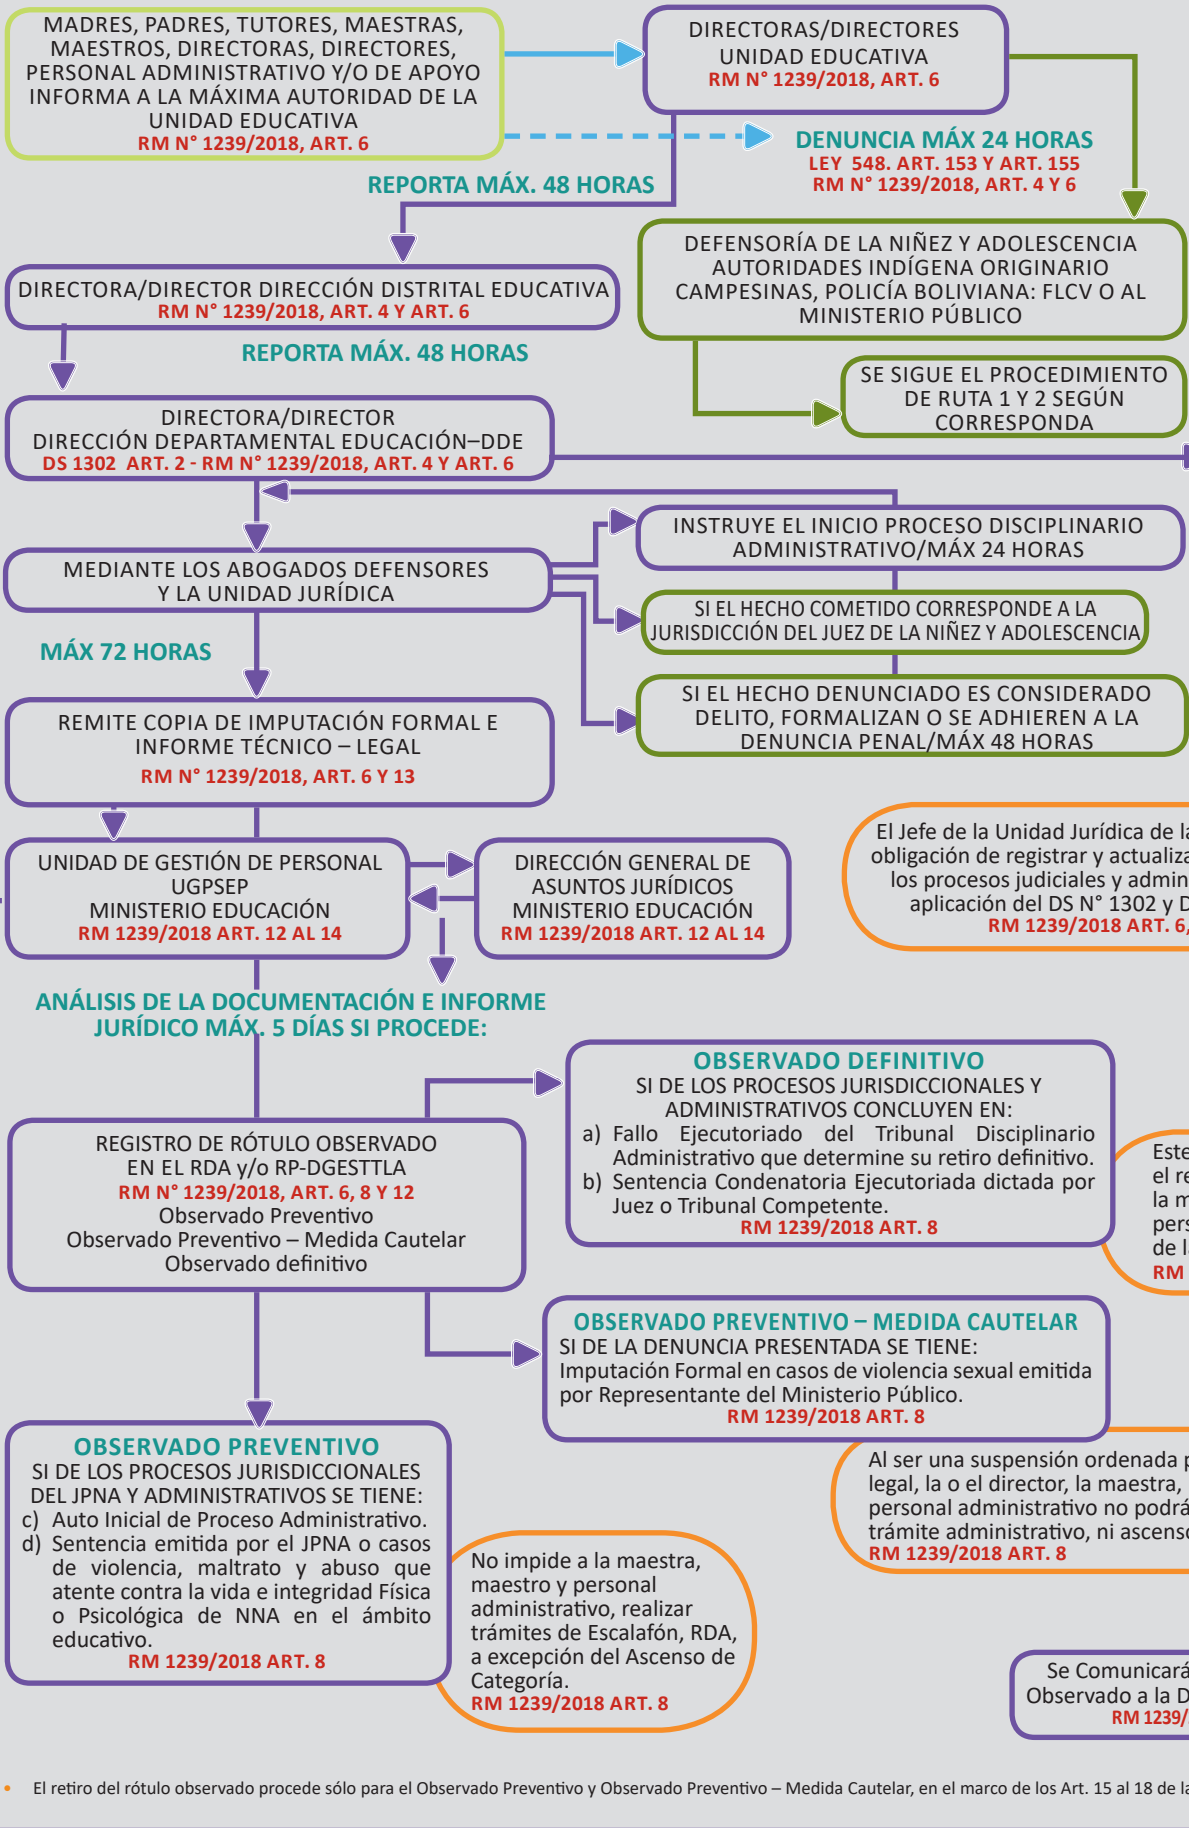 MADRES, PADRES, TUTORES, MAESTRAS,
MAESTROS, DIRECTORAS, DIRECTORES,
PERSONAL ADMINISTRATIVO Y/O DE APOYO
INFORMA A LA MÁXIMA AUTORIDAD DE LA
UNIDAD EDUCATIVA
RM N° 1239/2018, ART. 6
DIRECTORAS/DIRECTORES
UNIDAD EDUCATIVA
RM N° 1239/2018, ART. 6
DENUNCIA MÁX 24 HORAS
LEY 548. ART. 153 Y ART. 155
RM N° 1239/2018, ART. 4 Y 6
REPORTA MÁX. 48 HORAS
DEFENSORÍA DE LA NIÑEZ Y ADOLESCENCIA
AUTORIDADES INDÍGENA ORIGINARIO
CAMPESINAS, POLICÍA BOLIVIANA: FLCV O AL
MINISTERIO PÚBLICO
DIRECTORA/DIRECTOR DIRECCIÓN DISTRITAL EDUCATIVA
RM N° 1239/2018, ART. 4 Y ART. 6
REPORTA MÁX. 48 HORAS
SE SIGUE EL PROCEDIMIENTO
DE RUTA 1 Y 2 SEGÚN
CORRESPONDA
DIRECTORA/DIRECTOR
DIRECCIÓN DEPARTAMENTAL EDUCACIÓN–DDE
DS 1302 ART. 2 - RM N° 1239/2018, ART. 4 Y ART. 6
INSTRUYE EL INICIO PROCESO DISCIPLINARIO
ADMINISTRATIVO/MÁX 24 HORAS
MEDIANTE LOS ABOGADOS DEFENSORES
Y LA UNIDAD JURÍDICA
SI EL HECHO COMETIDO CORRESPONDE A LA
JURISDICCIÓN DEL JUEZ DE LA NIÑEZ Y ADOLESCENCIA
MÁX 72 HORAS
SI EL HECHO DENUNCIADO ES CONSIDERADO
DELITO, FORMALIZAN O SE ADHIEREN A LA
DENUNCIA PENAL/MÁX 48 HORAS
REMITE COPIA DE IMPUTACIÓN FORMAL E
INFORME TÉCNICO – LEGAL
RM N° 1239/2018, ART. 6 Y 13
El Jefe de la Unidad Jurídica de la
obligación de registrar y actualiza
los procesos judiciales y admin
aplicación del DS N° 1302 y D
RM 1239/2018 ART. 6,
UNIDAD DE GESTIÓN DE PERSONAL
UGPSEP
MINISTERIO EDUCACIÓN
RM 1239/2018 ART. 12 AL 14
DIRECCIÓN GENERAL DE
ASUNTOS JURÍDICOS
MINISTERIO EDUCACIÓN
RM 1239/2018 ART. 12 AL 14
ANÁLISIS DE LA DOCUMENTACIÓN E INFORME
JURÍDICO MÁX. 5 DÍAS SI PROCEDE:
OBSERVADO DEFINITIVO
SI DE LOS PROCESOS JURISDICCIONALES Y
ADMINISTRATIVOS CONCLUYEN EN:
a) Fallo Ejecutoriado del Tribunal Disciplinario
Administrativo que determine su retiro definitivo.
b) Sentencia Condenatoria Ejecutoriada dictada por
Juez o Tribunal Competente.
RM 1239/2018 ART. 8
REGISTRO DE RÓTULO OBSERVADO
EN EL RDA y/o RP-DGESTTLA
RM N° 1239/2018, ART. 6, 8 Y 12
Observado Preventivo
Observado Preventivo – Medida Cautelar
Observado definitivo
Este
el re
la m
pers
de l
RM
OBSERVADO PREVENTIVO – MEDIDA CAUTELAR
SI DE LA DENUNCIA PRESENTADA SE TIENE:
Imputación Formal en casos de violencia sexual emitida
por Representante del Ministerio Público.
RM 1239/2018 ART. 8
OBSERVADO PREVENTIVO
SI DE LOS PROCESOS JURISDICCIONALES
DEL JPNA Y ADMINISTRATIVOS SE TIENE:
c) Auto Inicial de Proceso Administrativo.
d) Sentencia emitida por el JPNA o casos
de violencia, maltrato y abuso que
atente contra la vida e integridad Física
o Psicológica de NNA en el ámbito
educativo.
RM 1239/2018 ART. 8
Al ser una suspensión ordenada p
legal, la o el director, la maestra,
personal administrativo no podrá
trámite administrativo, ni ascenso
RM 1239/2018 ART. 8
No impide a la maestra,
maestro y personal
administrativo, realizar
trámites de Escalafón, RDA,
a excepción del Ascenso de
Categoría.
RM 1239/2018 ART. 8
Se Comunicará
Observado a la D
RM 1239/
• El retiro del rótulo observado procede sólo para el Observado Preventivo y Observado Preventivo – Medida Cautelar, en el marco de los Art. 15 al 18 de la